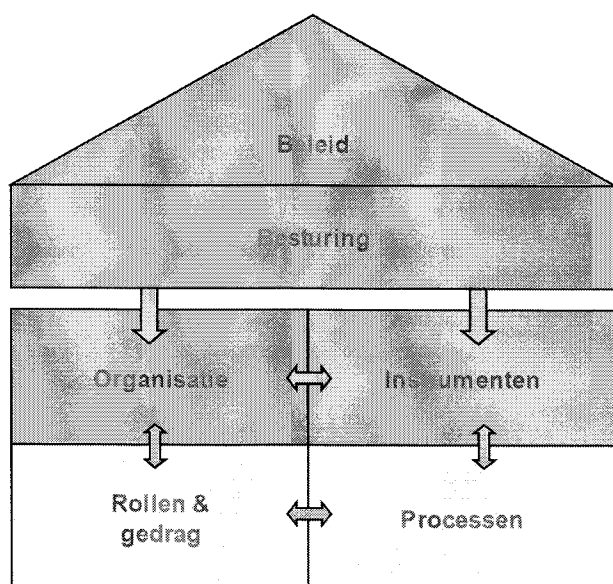 Beleid
Besturing
Organisatie
Instrumenten
Rollen &
gedrag
Processen